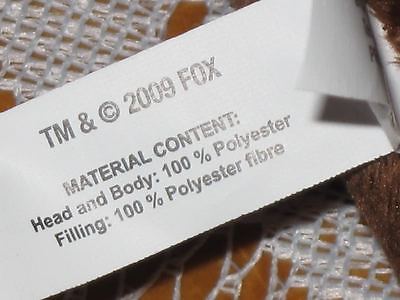 TM & © 2009 FOX
MATERIAL CONTENT:
Head and Body: 100 % Polyester
Filling: 100 % Polyester fibre